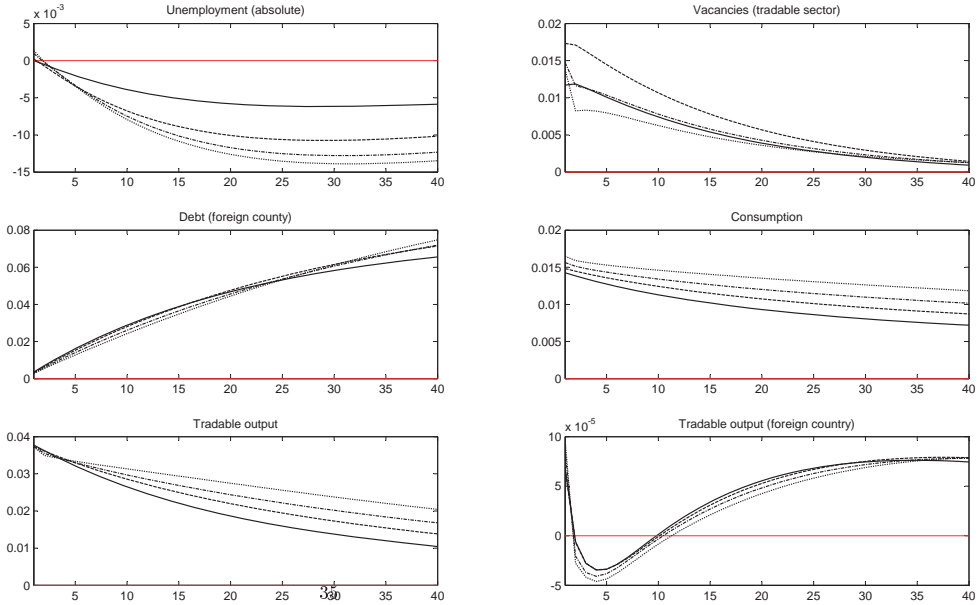 Unemployment (absolute)
x 10⁻³
5
0
-5
-10
-15
5 10 15 20 25 30 35 40
Vacancies (tradable sector)
0.02
0.015
0.01
0.005
0
5 10 15 20 25 30 35 40
Debt (foreign county)
0.08
0.06
0.04
0.02
0
5 10 15 20 25 30 35 40
Consumption
0.02
0.015
0.01
0.005
0
5 10 15 20 25 30 35 40
Tradable output
0.04
0.03
0.02
0.01
0
5 10 15 20 25 30 35 40
35
Tradable output (foreign country)
x 10⁻⁵
10
5
0
-5
5 10 15 20 25 30 35 40